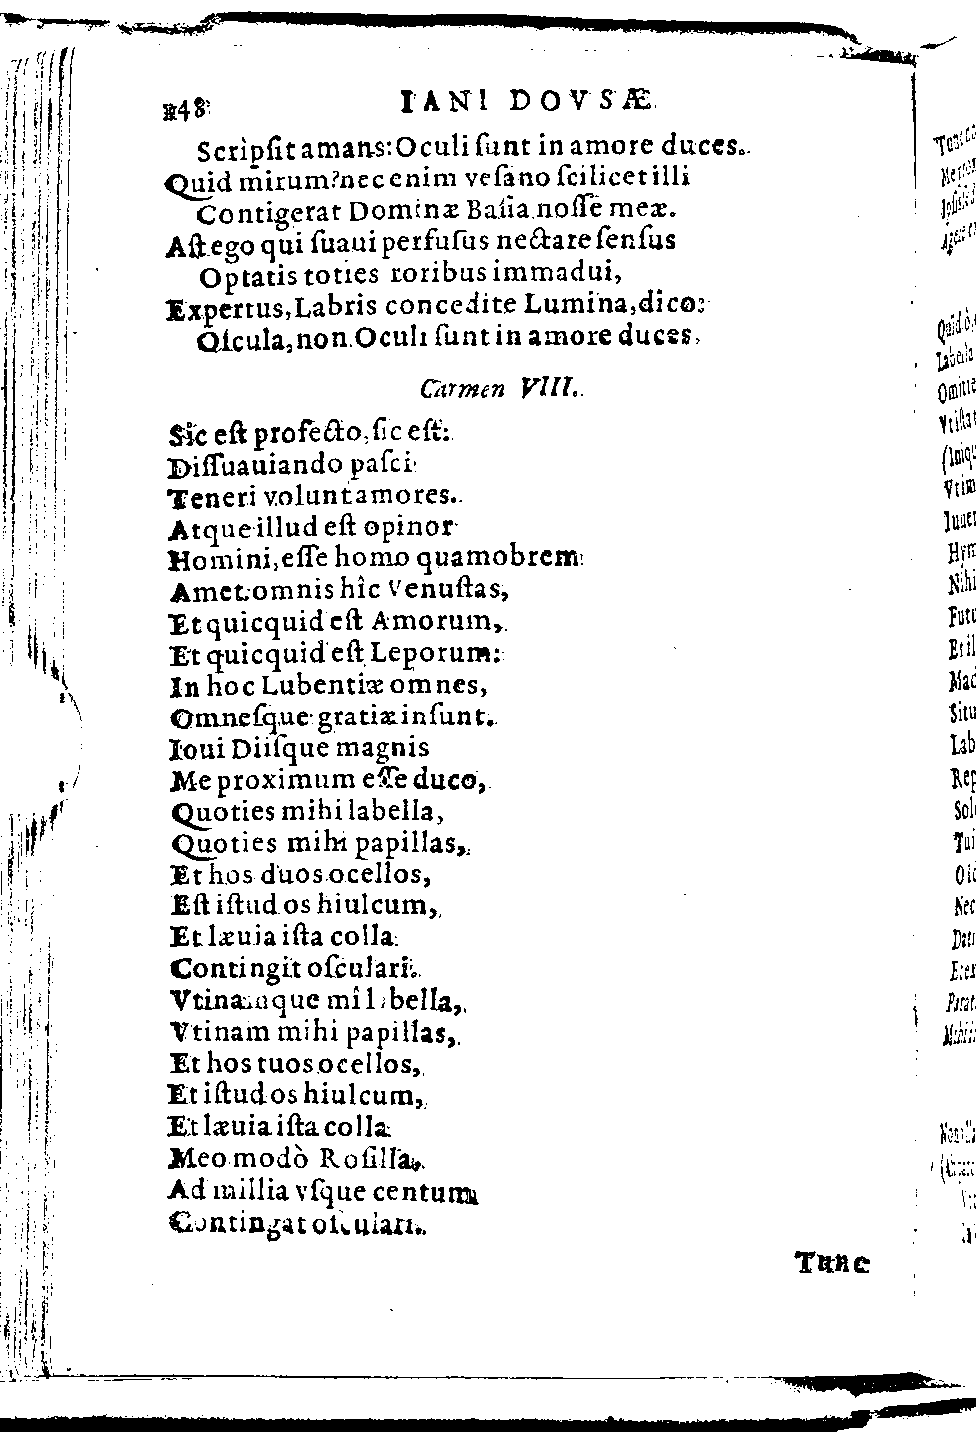 248 IANI DOVSÆ
Scripſit amans: Oculi ſunt in amore duces.
Quid mirum? nec enim veſano ſcilicet illi
Contigerat Dominæ Baſia noſſe meæ.
Aſt ego qui ſuaui perfuſus nectare ſenſus
Optatis toties roribus immadui,
Expertus, Labris concedite Lumina, dico:
Oſcula, non Oculi ſunt in amore duces.
Carmen VIII.
Sic eſt profecto, ſic eſt:
Diſſuauiando paſci
Teneri volunt amores.
Atque illud eſt opinor
Homini, eſſe homo quamobrem
Amet: omnis hîc Venuſtas,
Et quicquid eſt Amorum,
Et quicquid eſt Leporum:
In hoc Lubentiæ omnes,
Omneſque gratiæ inſunt.
Ioui Diiſque magnis
Me proximum eſſe duco,
Quoties mihi labella,
Quoties mihi papillas,
Et hos duos ocellos,
Eſt iſtud os hiulcum,
Et læuia iſta colla
Contingit oſculari.
Vtinamque mî labella,
Vtinam mihi papillas,
Et hos tuos ocellos,
Et iſtud os hiulcum,
Et læuia iſta colla
Meo modò Roſilla,
Ad millia vſque centum
Contingat oſculari.
Tunc